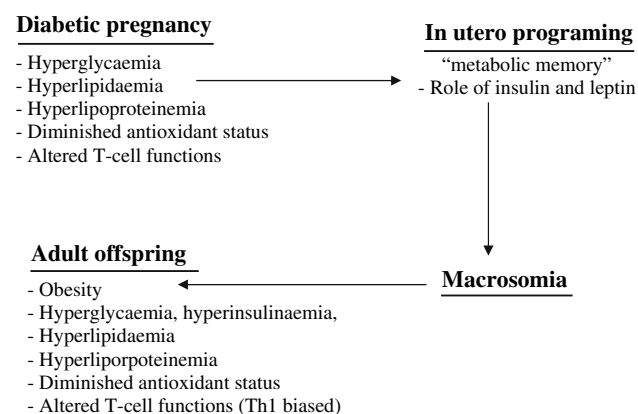 Diabetic pregnancy
- Hyperglycaemia
- Hyperlipidaemia
- Hyperlipoproteinemia
- Diminished antioxidant status
- Altered T-cell functions
In utero programing
“metabolic memory”
- Role of insulin and leptin
Macrosomia
Adult offspring
- Obesity
- Hyperglycaemia, hyperinsulinaemia,
- Hyperlipidaemia
- Hyperliporpoteinemia
- Diminished antioxidant status
- Altered T-cell functions (Th1 biased)